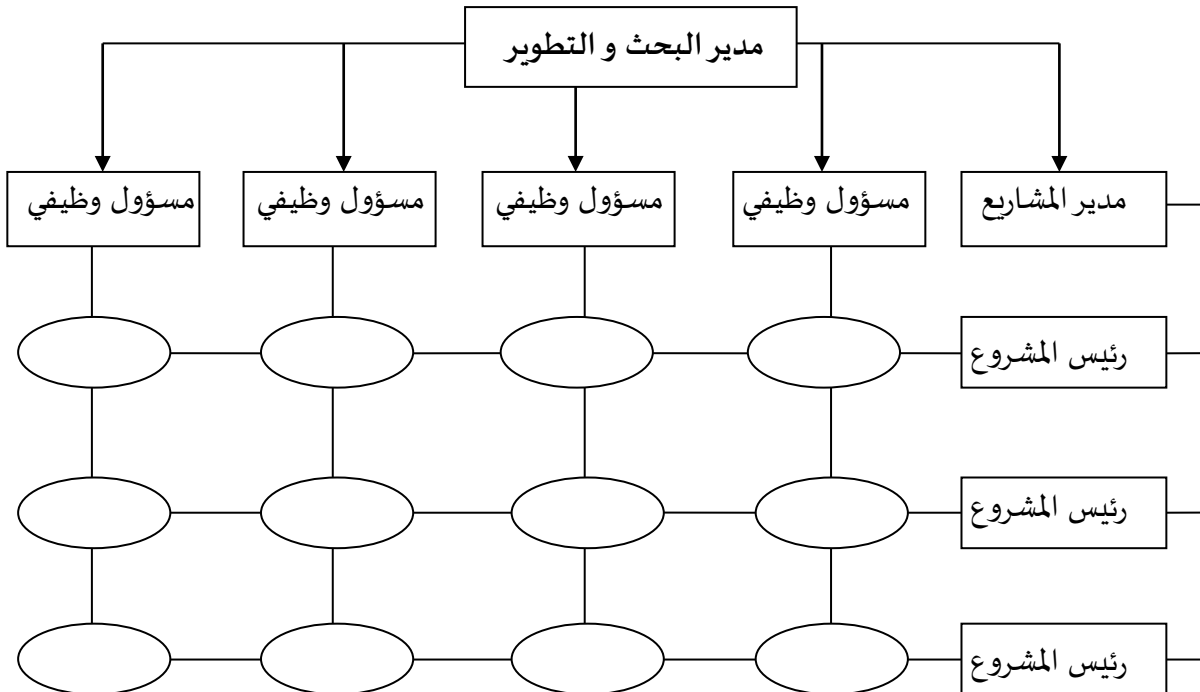 مدير البحث و التطوير
مدير المشاريع
مسؤول وظيفي
مسؤول وظيفي
مسؤول وظيفي
مسؤول وظيفي
رئيس المشروع
رئيس المشروع
رئيس المشروع